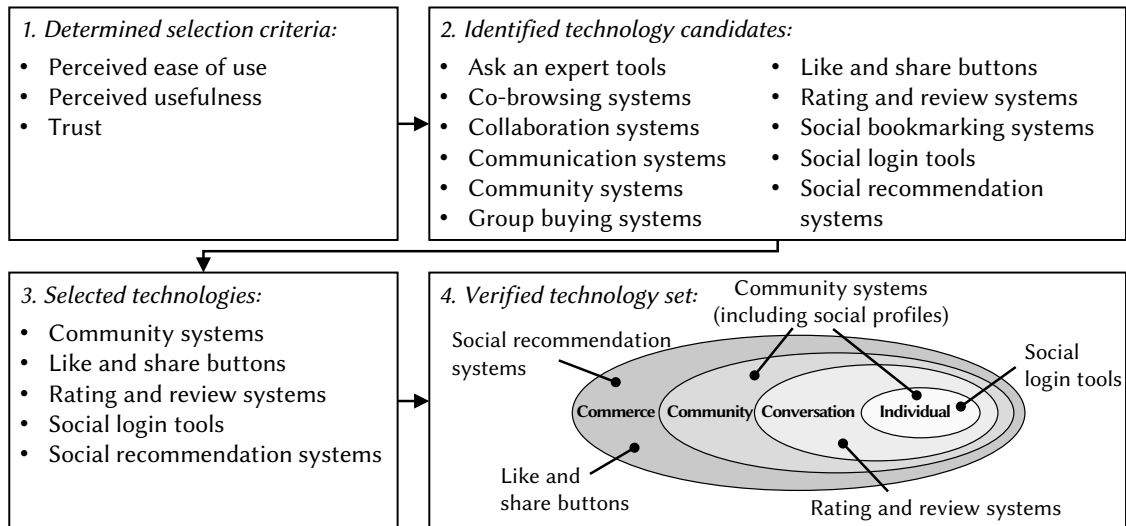 1. Determined selection criteria:
• Perceived ease of use
• Perceived usefulness
• Trust
2. Identified technology candidates:
• Ask an expert tools
• Co-browsing systems
• Collaboration systems
• Communication systems
• Community systems
• Group buying systems
• Like and share buttons
• Rating and review systems
• Social bookmarking systems
• Social login tools
• Social recommendation
systems
3. Selected technologies:
• Community systems
• Like and share buttons
• Rating and review systems
• Social login tools
• Social recommendation systems
4. Verified technology set:
Community systems
(including social profiles)
Social recommendation
systems
Social
login tools
Commerce
Community
Conversation
Individual
Like and
share buttons
Rating and review systems